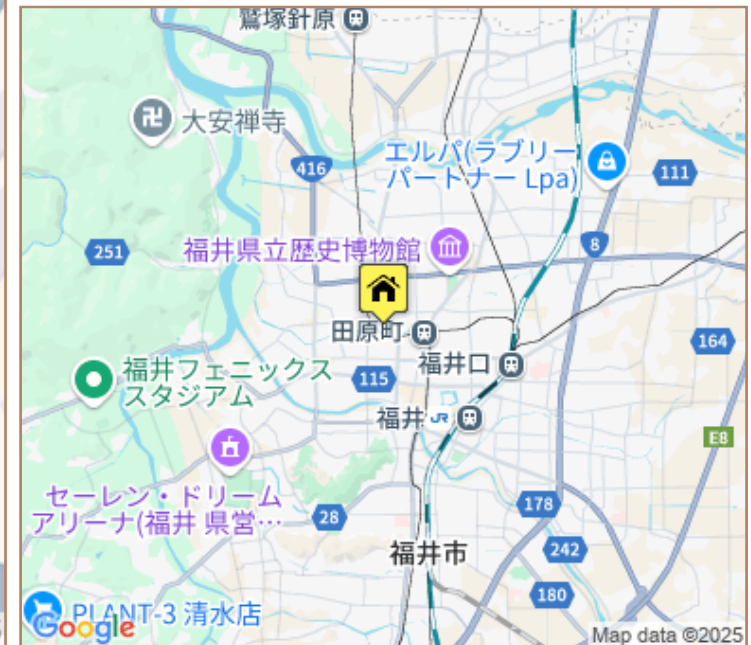 鷲塚針原
大安禅寺
416
エルパ(ラブリー
パートナー Lpa)
111
251
福井県立歴史博物館
8
田原町
164
福井フェニックス
スタジアム
115
福井口
福井 JR
E8
セーレン・ドリーム
アリーナ(福井 県営…
28
178
福井市
242
180
PLANT-3 清水店
Google
Map data ©2025